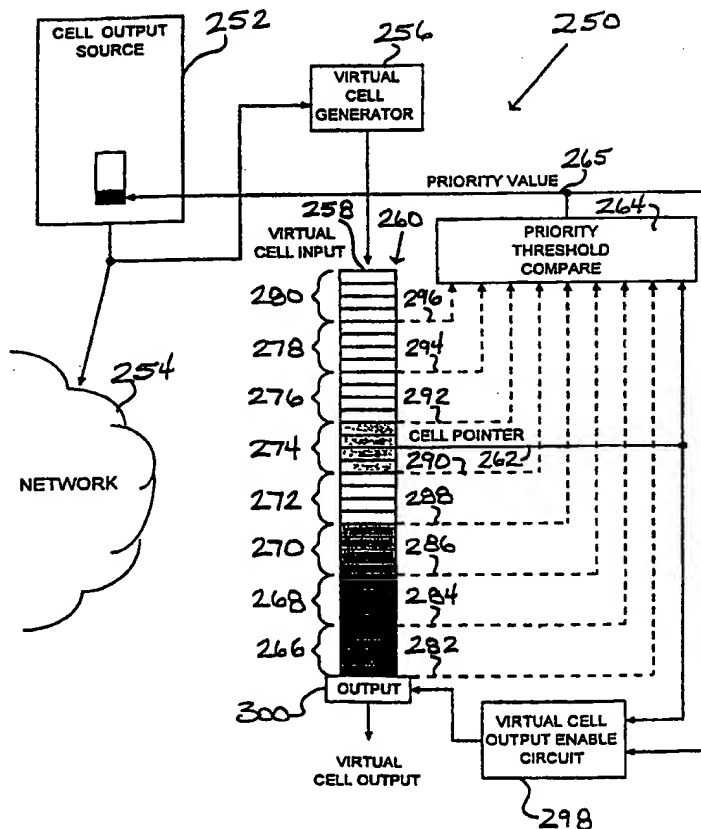 252
CELL OUTPUT
SOURCE
256
VIRTUAL
CELL
GENERATOR
250
PRIORITY VALUE
265
264
PRIORITY
THRESHOLD
COMPARE
258
VIRTUAL
CELL INPUT
260
280
296
278
294
276
292
274
CELL POINTER
290
262
272
288
270
286
268
284
266
282
254
NETWORK
300
OUTPUT
VIRTUAL
CELL OUTPUT
VIRTUAL CELL
OUTPUT ENABLE
CIRCUIT
298